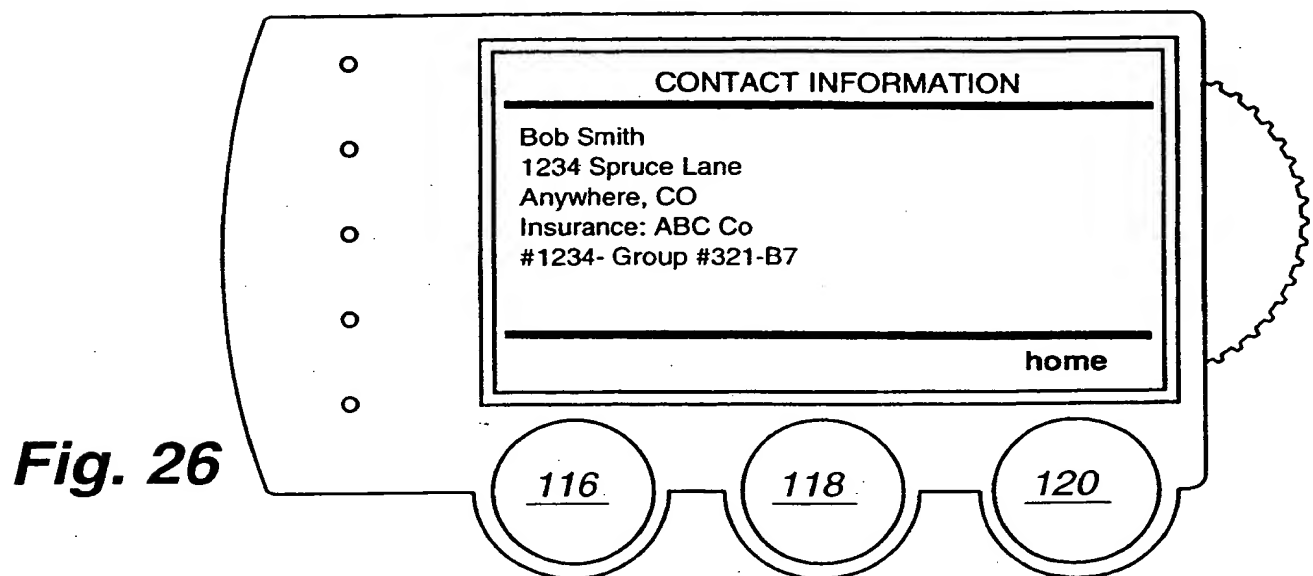 CONTACT INFORMATION
Bob Smith
1234 Spruce Lane
Anywhere, CO
Insurance: ABC Co
#1234- Group #321-B7
home
Fig. 26
116
118
120